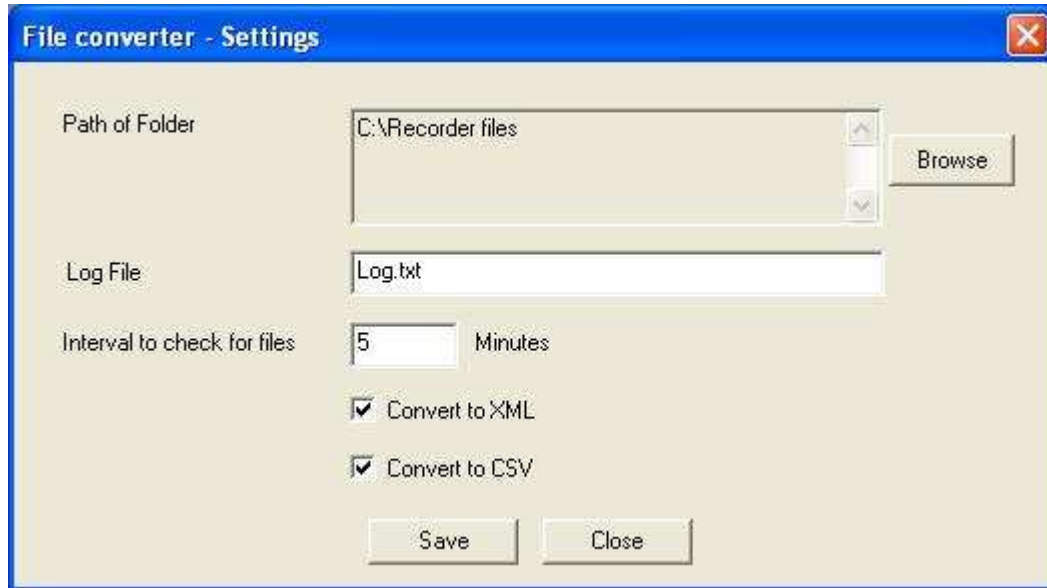 File converter - Settings
Path of Folder
C:\Recorder files
Browse
Log File
Log.txt
Interval to check for files
5
Minutes
Convert to XML
Convert to CSV
Save
Close